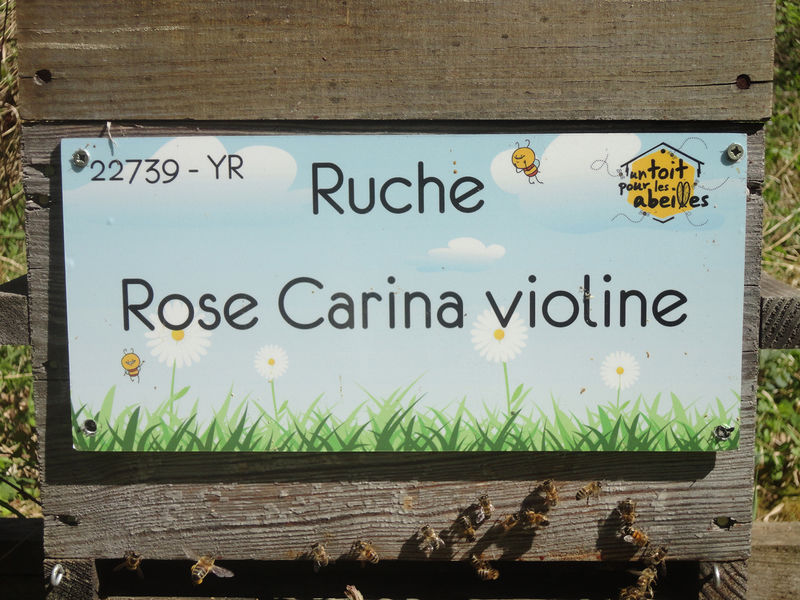 22739 - YR
Ruche
un toit
pour les
abeilles
Rose Carina violine